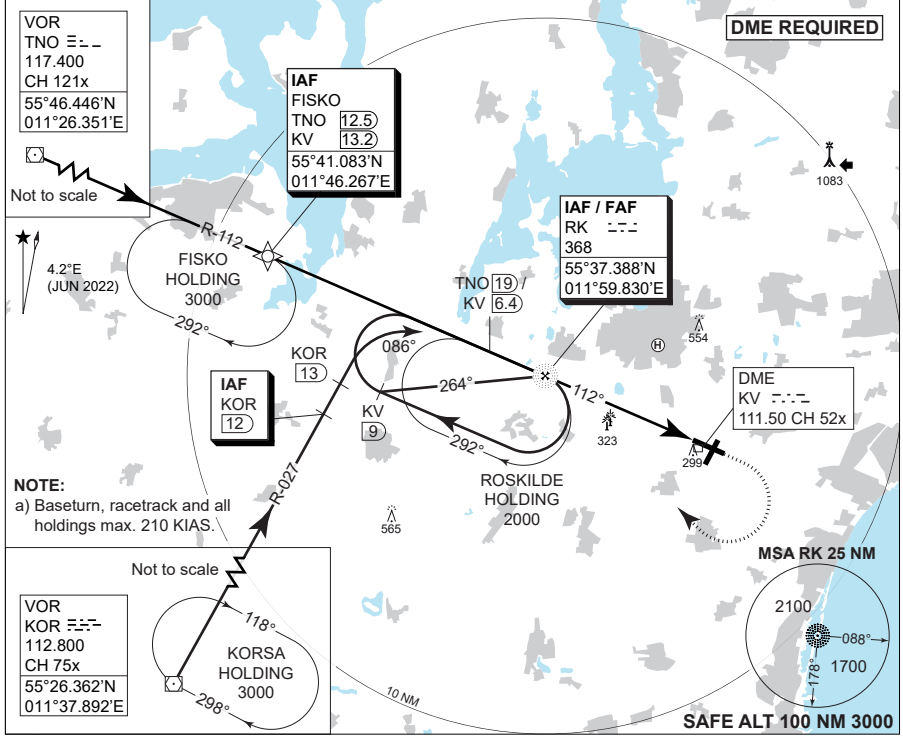 VOR
TNO
117.400
CH 121x
55°46.446'N
011°26.351'E
Not to scale
DME REQUIRED
IAF
FISKO
TNO 12.5
KV 13.2
55°41.083'N
011°46.267'E
1083
IAF / FAF
RK
368
55°37.388'N
011°59.830'E
R-112
FISKO
HOLDING
3000
292°
4.2°E
(JUN 2022)
TNO 19 /
KV 6.4
554
H
KOR
13
086°
264°
112°
DME
KV
111.50 CH 52x
IAF
KOR
12
KV
9
292°
323
299
ROSKILDE
HOLDING
2000
R-027
NOTE:
a) Baseturn, racetrack and all
holdings max. 210 KIAS.
565
Not to scale
MSA RK 25 NM
2100
088°
178°
1700
VOR
KOR
112.800
CH 75x
55°26.362'N
011°37.892'E
118°
KORSA
HOLDING
3000
298°
10 NM
SAFE ALT 100 NM 3000